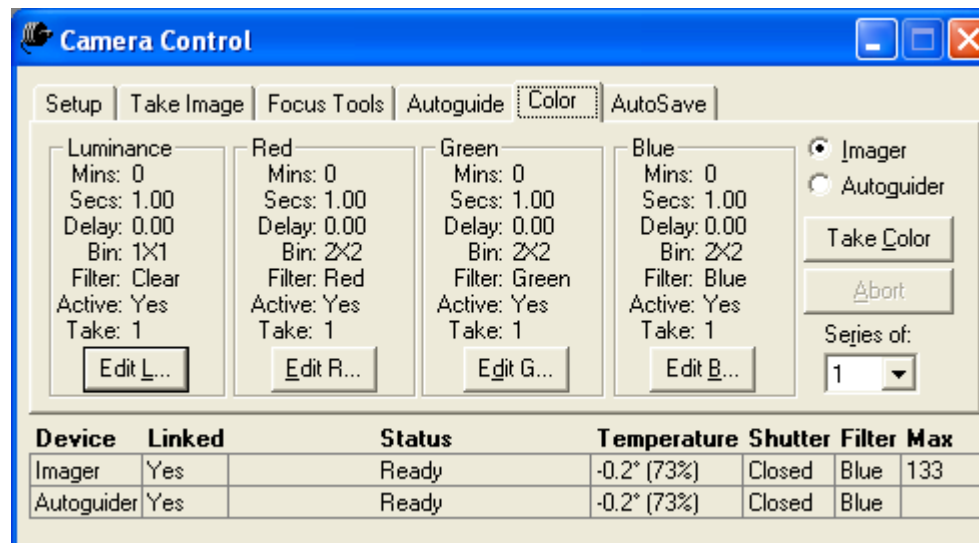 Camera Control
Setup Take Image Focus Tools Autoguide Color AutoSave
Luminance
Mins: 0
Secs: 1.00
Delay: 0.00
Bin: 1X1
Filter: Clear
Active: Yes
Take: 1
Edit L...
Red
Mins: 0
Secs: 1.00
Delay: 0.00
Bin: 2X2
Filter: Red
Active: Yes
Take: 1
Edit R...
Green
Mins: 0
Secs: 1.00
Delay: 0.00
Bin: 2X2
Filter: Green
Active: Yes
Take: 1
Edit G...
Blue
Mins: 0
Secs: 1.00
Delay: 0.00
Bin: 2X2
Filter: Blue
Active: Yes
Take: 1
Edit B...
Imager
Autoguider
Take Color
Abort
Series of:
1
Device Linked Status Temperature Shutter Filter Max
Imager Yes Ready -0.2° (73%) Closed Blue 133
Autoguider Yes Ready -0.2° (73%) Closed Blue